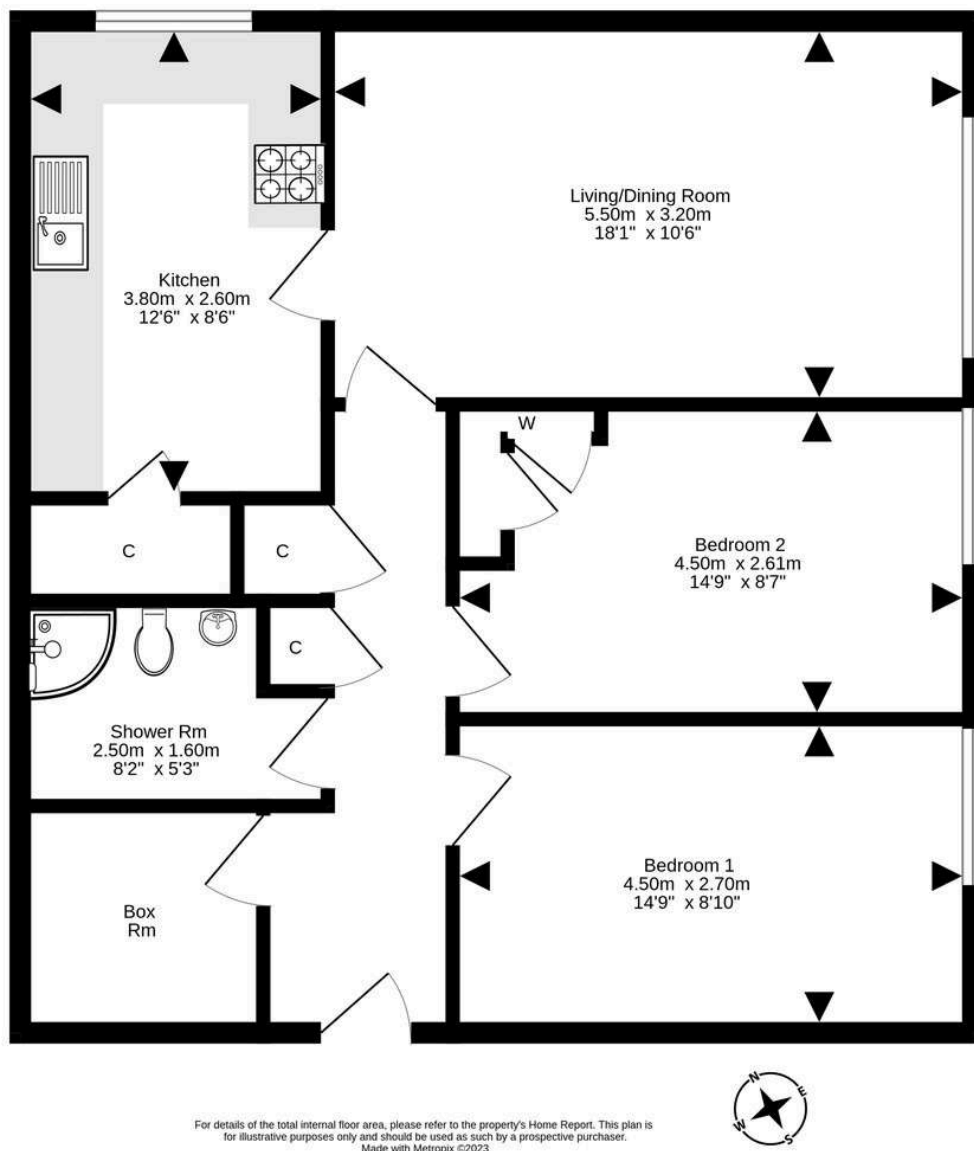 Living/Dining Room
5.50m x 3.20m
18'1" x 10'6"
Kitchen
3.80m x 2.60m
12'6" x 8'6"
W
C
C
Bedroom 2
4.50m x 2.61m
14'9" x 8'7"
C
Shower Rm
2.50m x 1.60m
8'2" x 5'3"
Bedroom 1
4.50m x 2.70m
14'9" x 8'10"
Box
Rm
N
E
W
S
For details of the total internal floor area, please refer to the property's Home Report. This plan is
for illustrative purposes only and should be used as such by a prospective purchaser.
Made with Metropix ©2023